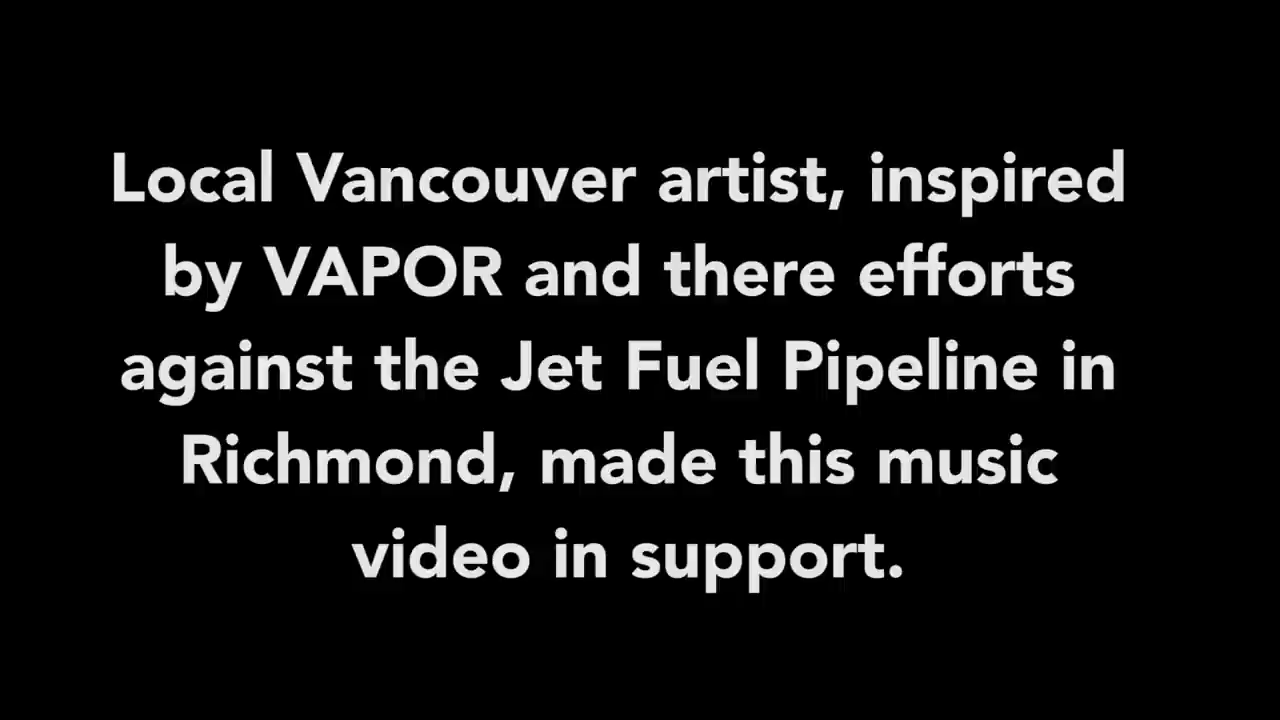 Local Vancouver artist, inspired
by VAPOR and there efforts
against the Jet Fuel Pipeline in
Richmond, made this music
video in support.